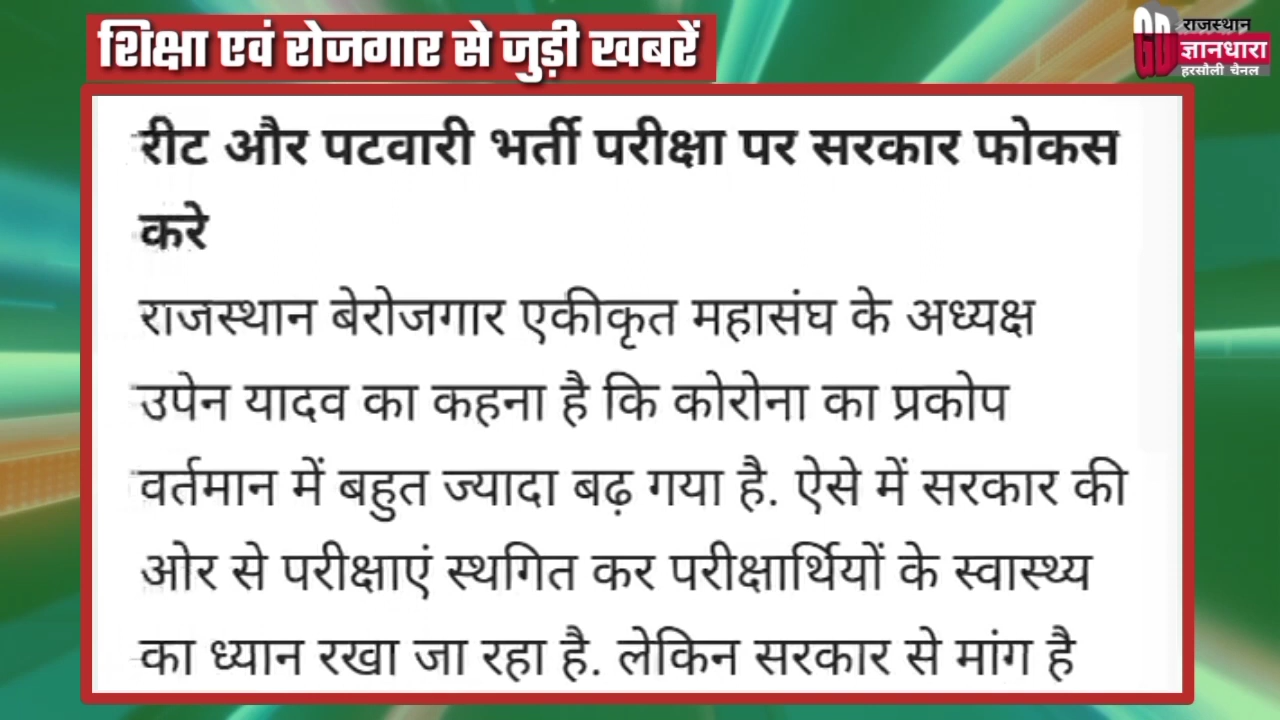 शिक्षा एवं रोजगार से जुड़ी खबरें
GD
राजस्थान
ज्ञानधारा
हरसौली चैनल
रीट और पटवारी भर्ती परीक्षा पर सरकार फोकस
करे
राजस्थान बेरोजगार एकीकृत महासंघ के अध्यक्ष
उपेन यादव का कहना है कि कोरोना का प्रकोप
वर्तमान में बहुत ज्यादा बढ़ गया है. ऐसे में सरकार की
ओर से परीक्षाएं स्थगित कर परीक्षार्थियों के स्वास्थ्य
का ध्यान रखा जा रहा है. लेकिन सरकार से मांग है